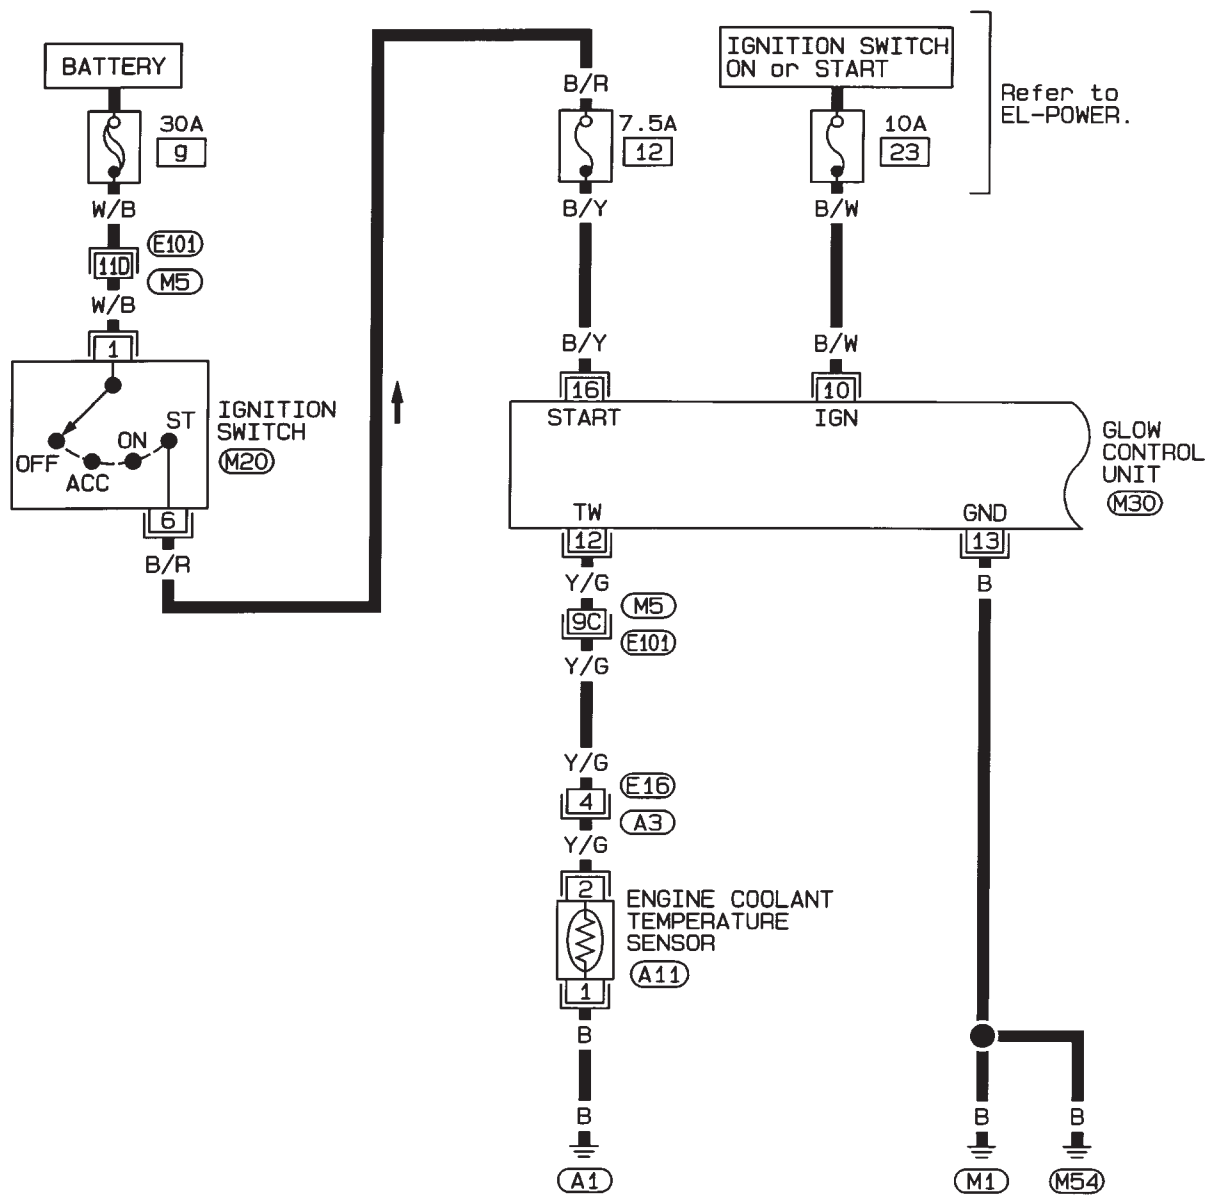 BATTERY
30A
9
W/B
11D
E101
M5
W/B
1
OFF
ACC
ON
ST
IGNITION
SWITCH
M20
6
B/R
B/R
7.5A
12
B/Y
B/Y
16
START
IGNITION SWITCH
ON or START
Refer to
EL-POWER.
10A
23
B/W
B/W
10
IGN
GLOW
CONTROL
UNIT
M30
TW
12
Y/G
9C
M5
E101
Y/G
Y/G
4
E16
A3
Y/G
2
ENGINE COOLANT
TEMPERATURE
SENSOR
A11
1
B
B
A1
GND
13
B
B
M1
B
M54